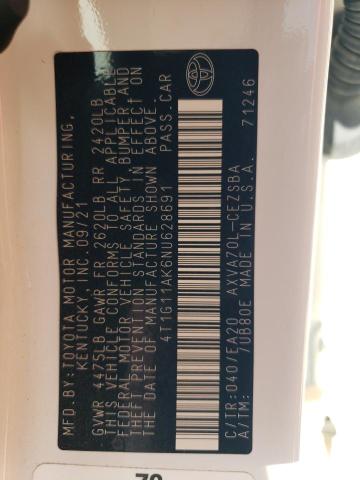 MFD.BY:TOYOTA MOTOR MANUFACTURING,
KENTUCKY INC.09/21
GVWR 4475LB GAWR FR 2620LB RR 2420LB
THIS VEHICLE CONFORMS TO ALL APPLICABLE
FEDERAL MOTOR VEHICLE SAFETY, BUMPER AND
THEFT PREVENTION STANDARDS IN EFFECT ON
THE DATE OF MANUFACTURE SHOWN ABOVE.
4T1G11AK6NU628691 PASS.CAR
C/TR:040/EA20 AXVA70L-CEZSBA
A/TM: /UB80E MADE IN U.S.A. 71246